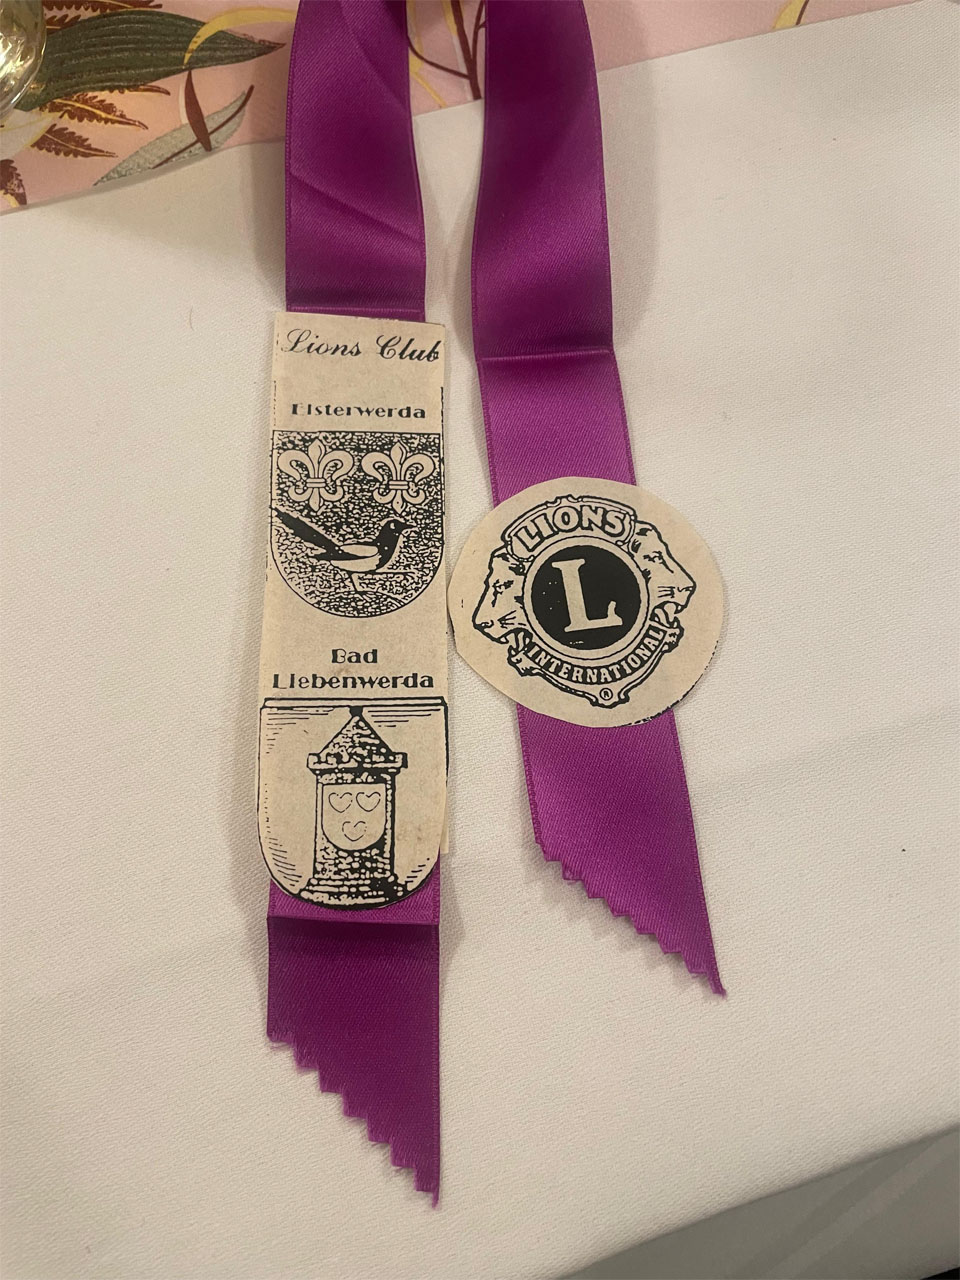 Lions Club
Elsterwerda
Bad
Liebenwerda
LIONS
L
INTERNATIONAL
®